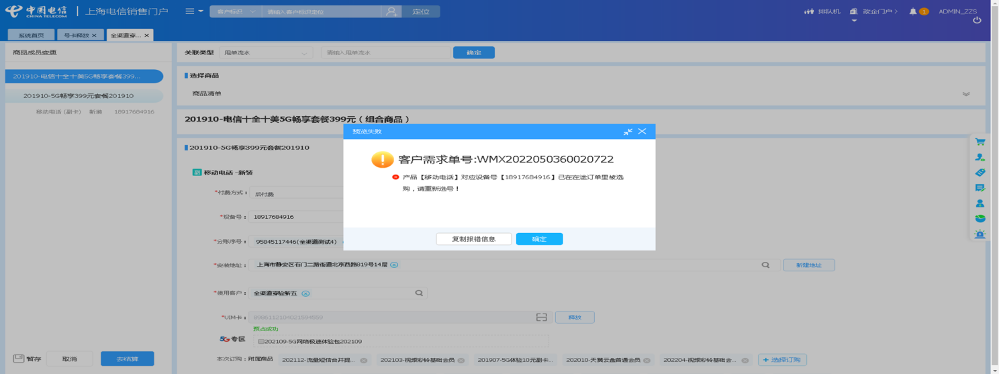 中国电信
CHINA TELECOM
上海电信销售门户
客户标识
请输入客户标识定位
定位
排队机
政企门户>
1
ADMIN_ZZS
系统首页
号卡释放 ×
全渠道穿... ×
商品成员变更
201910-电信十全十美5G畅享套餐399...
201910-5G畅享399元套餐201910
移动电话 (副卡) 新装 18917684916
关联类型
甩单流水
请输入甩单流水
确定
选择商品
商品清单
201910-电信十全十美5G畅享套餐399元（组合商品）
201910-5G畅享399元套餐201910
副 移动电话 -新装
*付费方式：
后付费
*设备号：
18917684916
*分账序号：
95845117446(全渠道测试4)
*安装地址：
上海市静安区石门二路街道北京西路819号14层
新建地址
*使用客户：
全渠道穿验新五
*UIM卡：
8986112104021594559
释放
预占成功
5G专区
202109-5G网络极速体验包202109
本次订购：
附属商品
202112-流量短信合并提...
202103-视频彩铃基础会员
201907-5G体验10元副卡...
202010-天翼云盘普通会员
202204-视频彩铃基础会...
+ 选择订购
暂存
取消
去结算
预览失败
客户需求单号:WMX2022050360020722
产品【移动电话】对应设备号【18917684916】已在在途订单里被选
购，请重新选号！
复制报错信息
确定